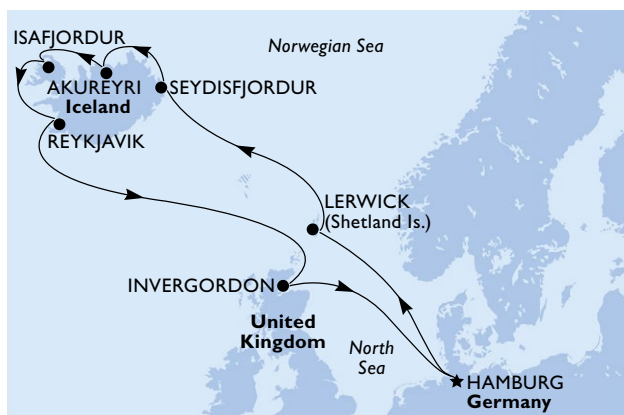 ISAFJORDUR
Norwegian Sea
AKUREYRI
Iceland
SEYDISFJORDUR
REYKJAVIK
LERWICK
(Shetland Is.)
INVERGORDON
United
Kingdom
North
Sea
HAMBURG
Germany